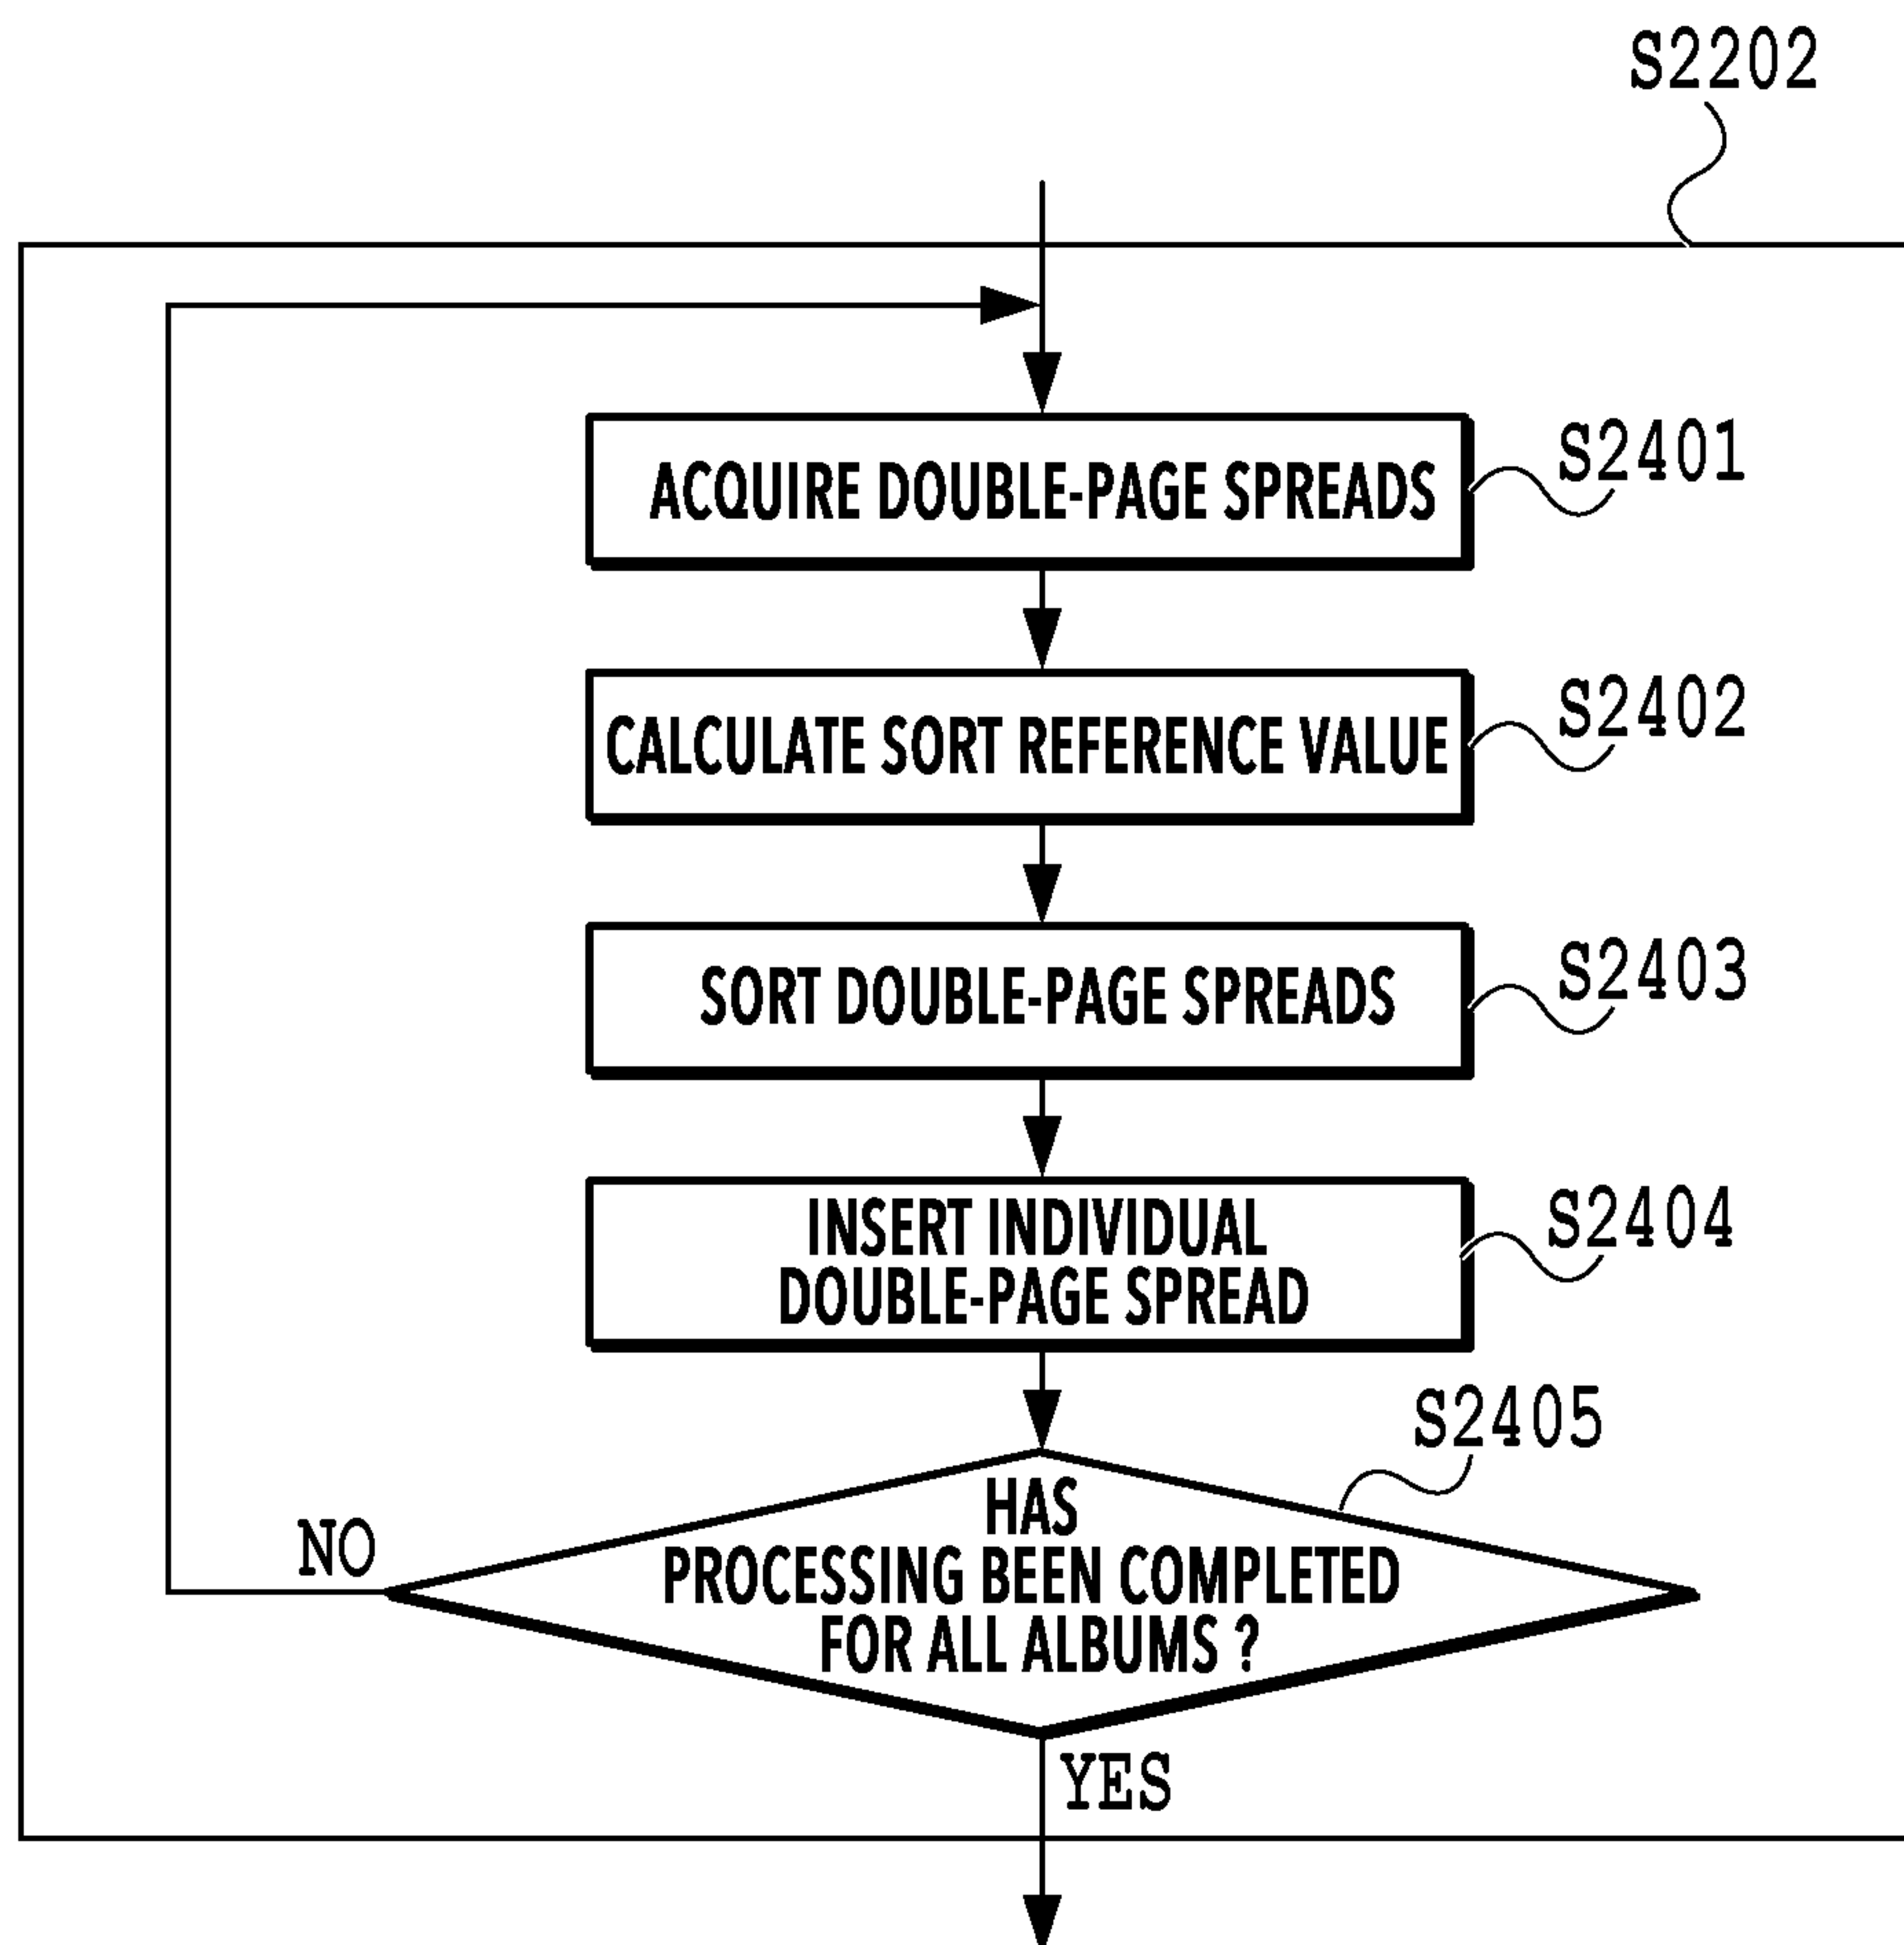 S2202
ACQUIRE DOUBLE-PAGE SPREADS
S2401
CALCULATE SORT REFERENCE VALUE
S2402
SORT DOUBLE-PAGE SPREADS
S2403
INSERT INDIVIDUAL
DOUBLE-PAGE SPREAD
S2404
S2405
HAS
PROCESSING BEEN COMPLETED
FOR ALL ALBUMS ?
NO
YES